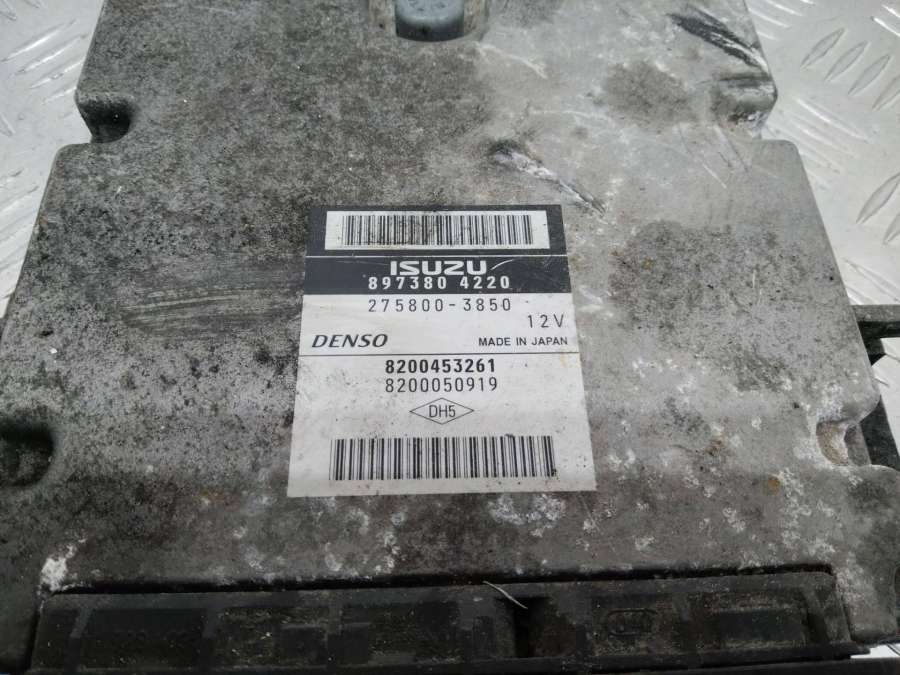 ISUZU
897380 4220
275800-3850
12V
DENSO MADE IN JAPAN
8200453261
8200050919
DH5